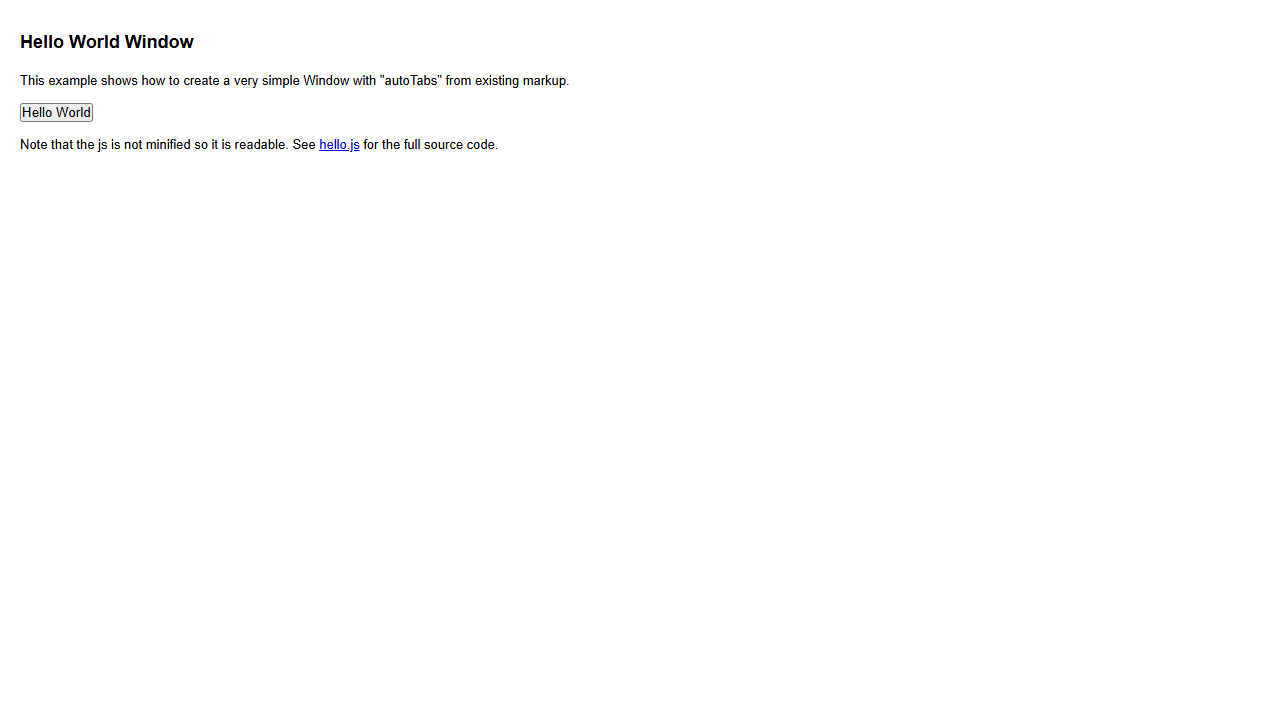 Hello World Window
This example shows how to create a very simple Window with "autoTabs" from existing markup.
Hello World
Note that the js is not minified so it is readable. See hello.js for the full source code.